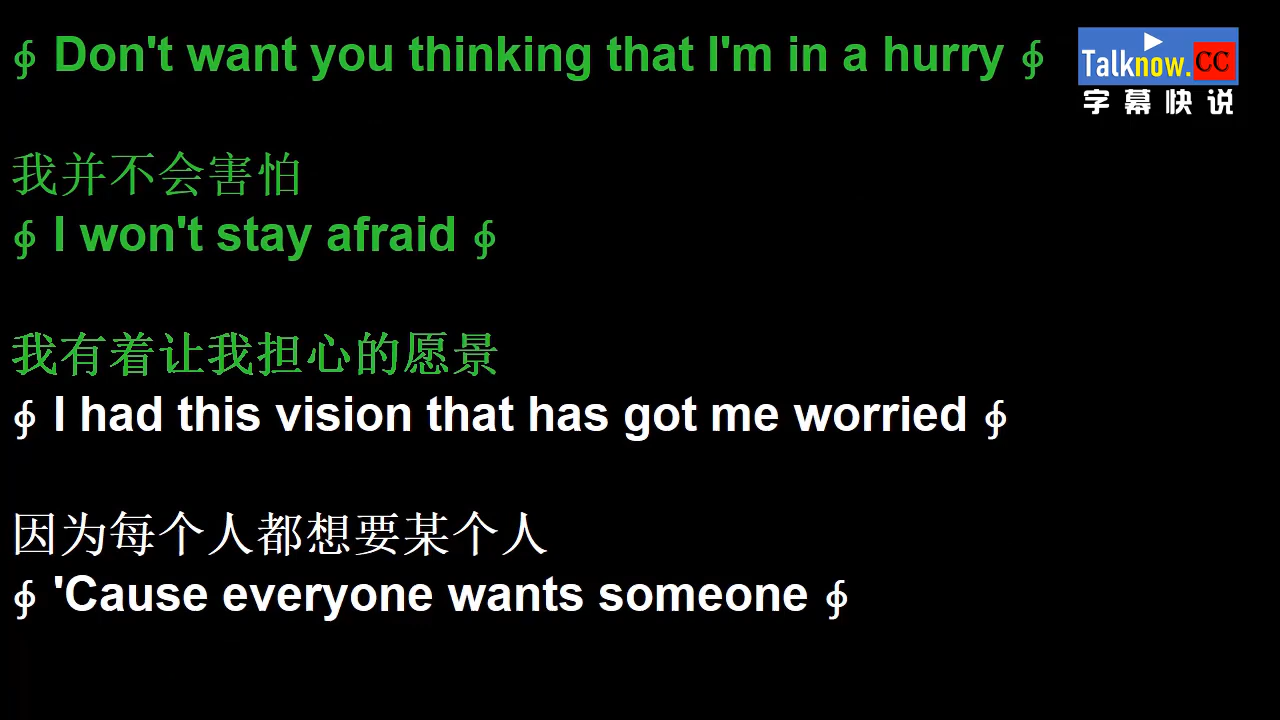 ∮ Don't want you thinking that I'm in a hurry ∮
Talknow.CC
字幕快说
我并不会害怕
∮ I won't stay afraid ∮
我有着让我担心的愿景
∮ I had this vision that has got me worried ∮
因为每个人都想要某个人
∮ 'Cause everyone wants someone ∮